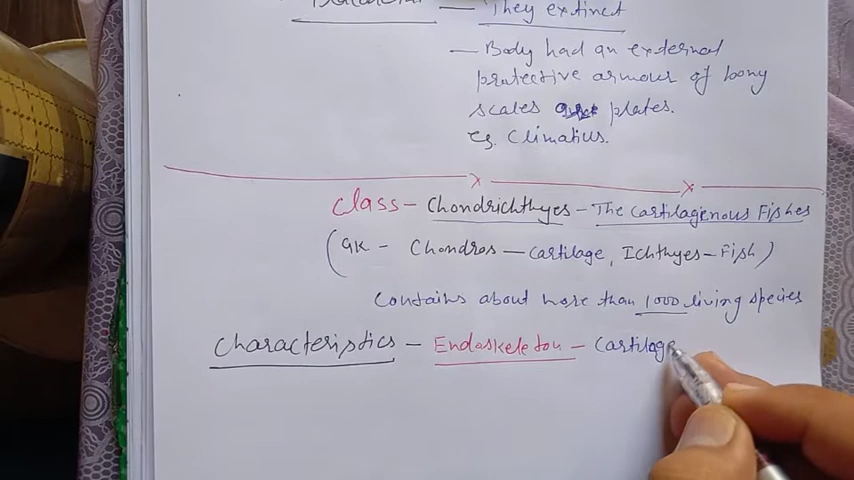 — They extinct
— Body had an external
protective armour of bony
scales plates.
eg. Climatius.
Class- Chondrichthyes - The cartilagenous Fishes
(GK - Chondros — cartilage, Ichthyes - Fish)
Contains about more than 1000 living species
Characteristics - Endoskeleton - Cartilage